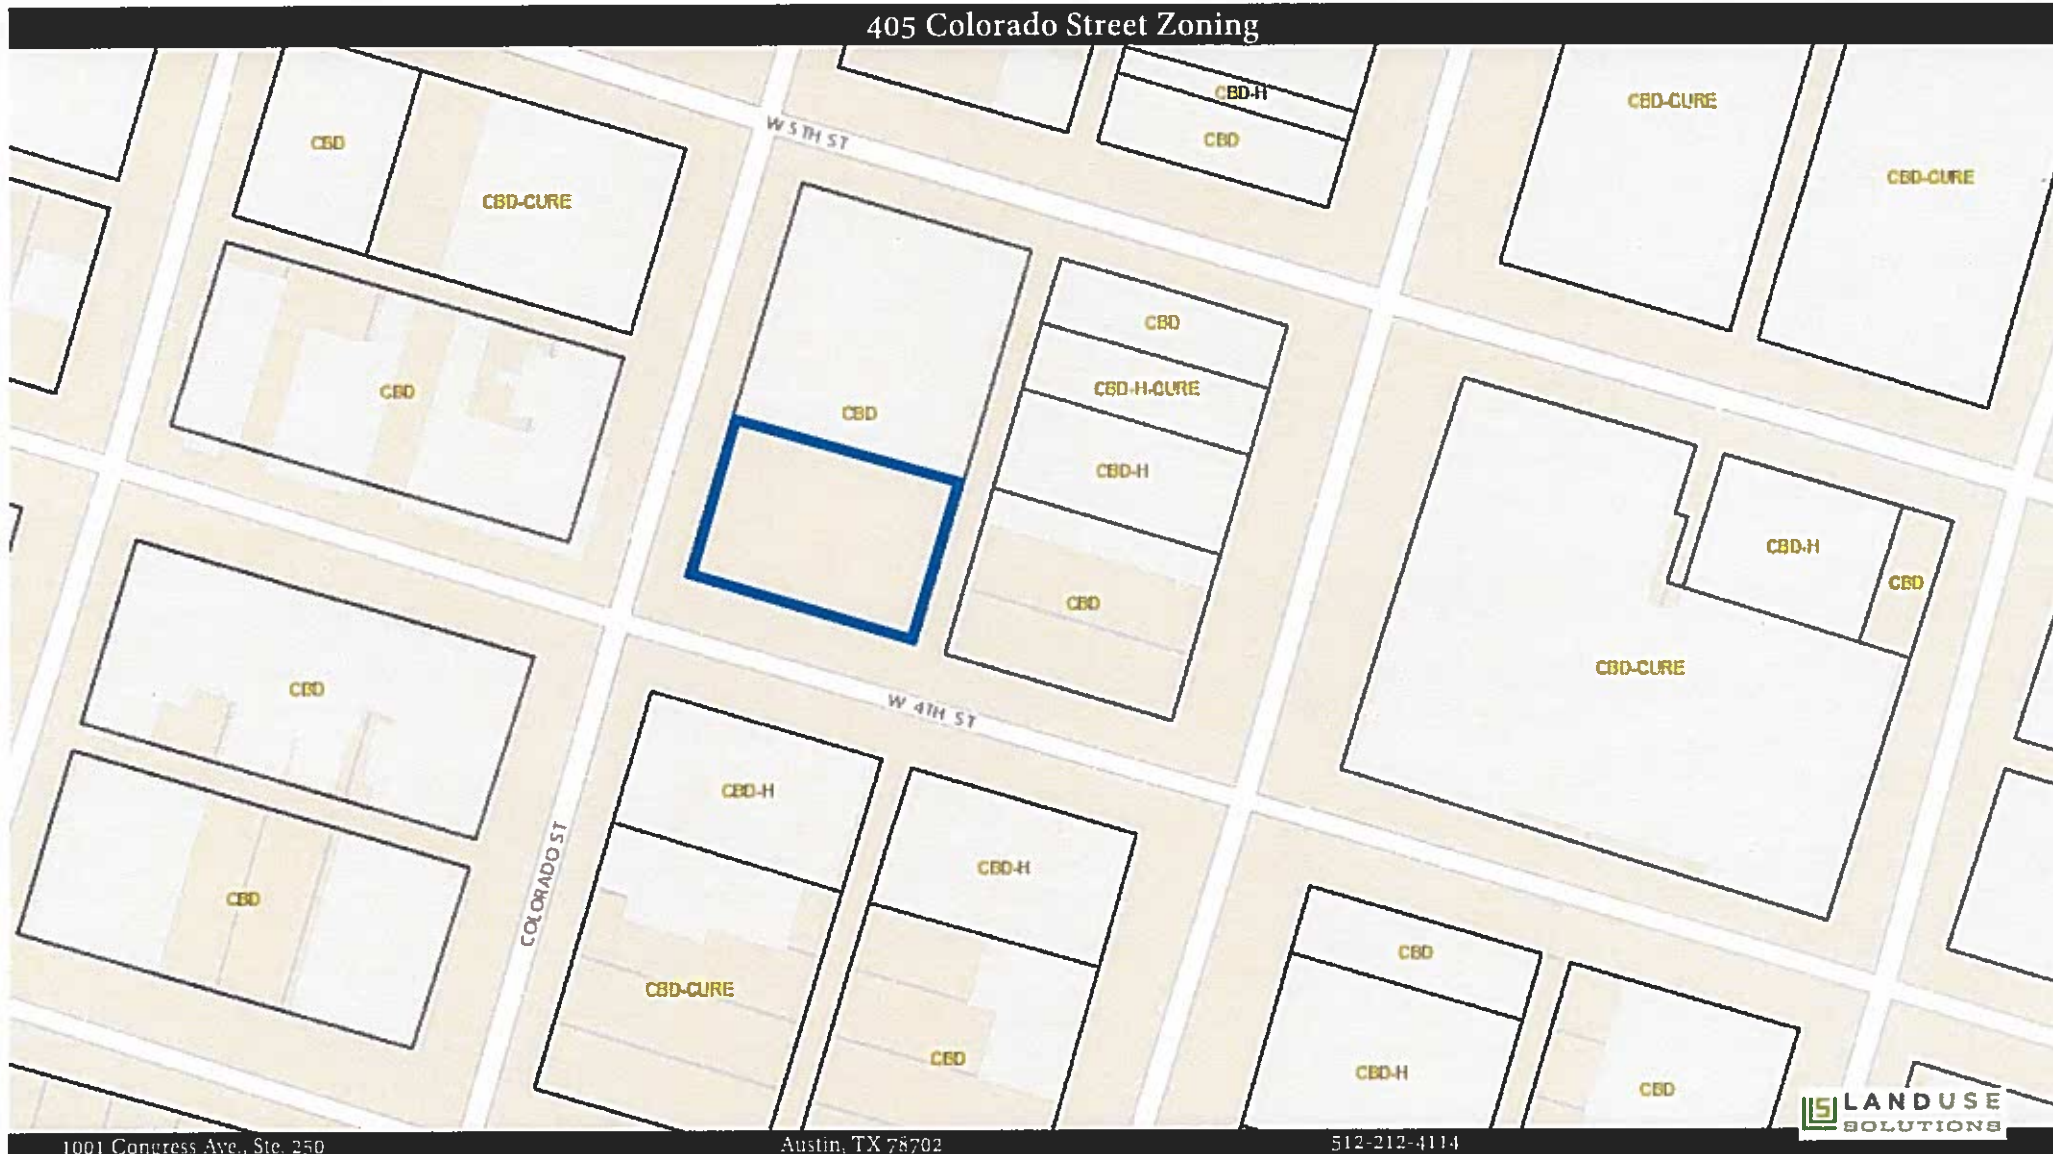 405 Colorado Street Zoning
CBD-H
CBD-CURE
CBD
W 5TH ST
CBD
CBD-CURE
CBD-CURE
CBD
CBD-H-CURE
CBD
CBD
CBD-H
CBD-H
CBD
CBD
CBD-CURE
CBD
W 4TH ST
CBD-H
CBD-H
COLORADO ST
CBD
CBD
CBD-CURE
CBD
CBD-H
CBD
LANDUSE
SOLUTIONS
1001 Congress Ave., Ste. 250
Austin, TX 78702
512-212-4114